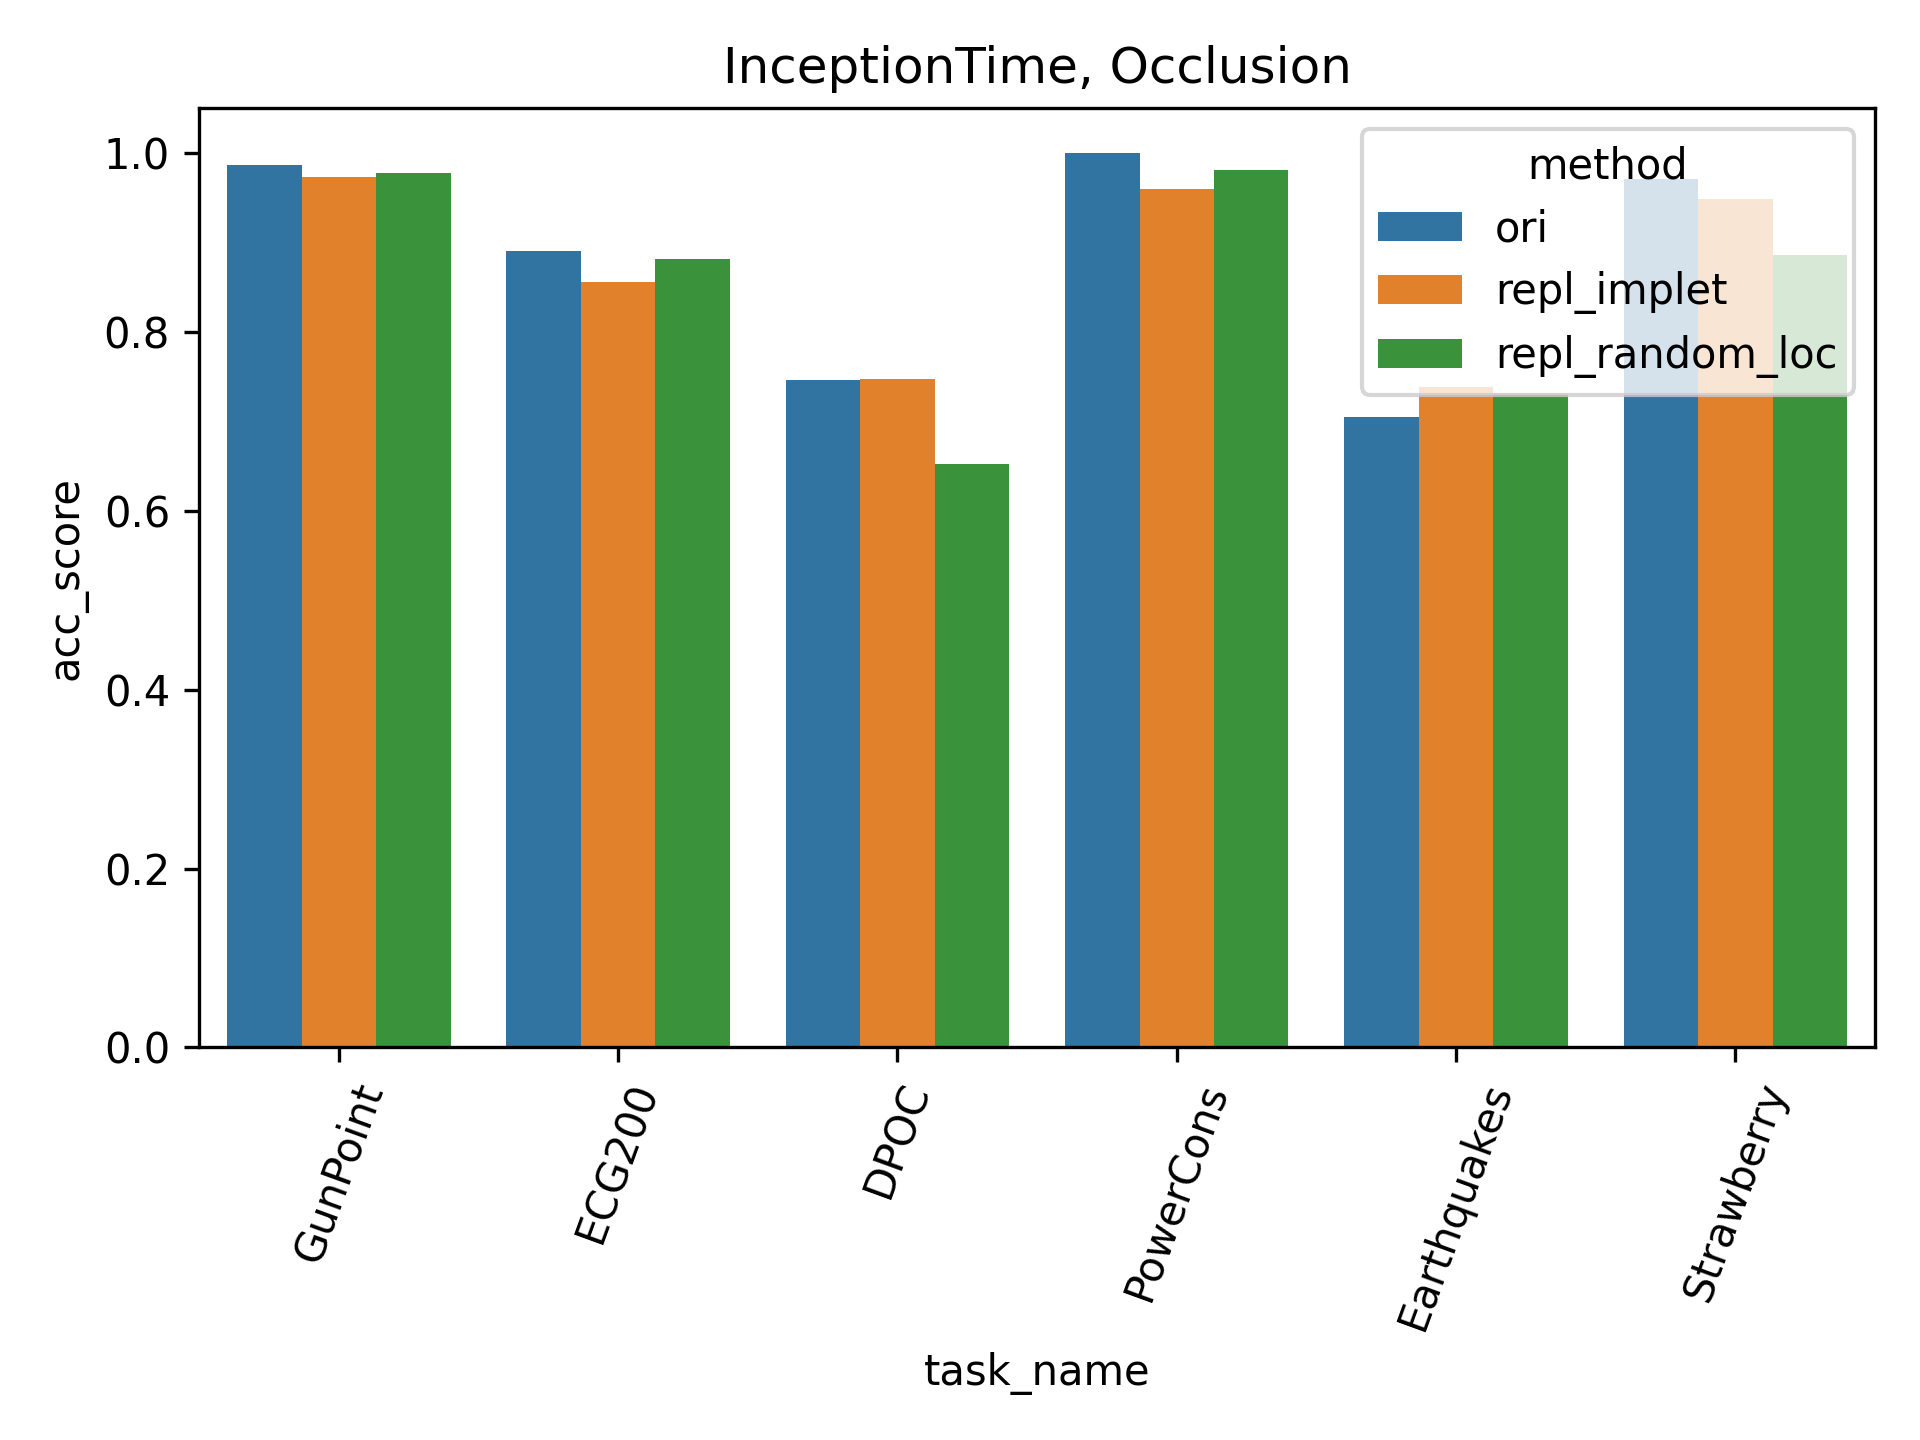 InceptionTime, Occlusion
method
ori
repl_implet
repl_random_loc
acc_score
1.0
0.8
0.6
0.4
0.2
0.0
GunPoint
ECG200
DPOC
PowerCons
Earthquakes
Strawberry
task_name